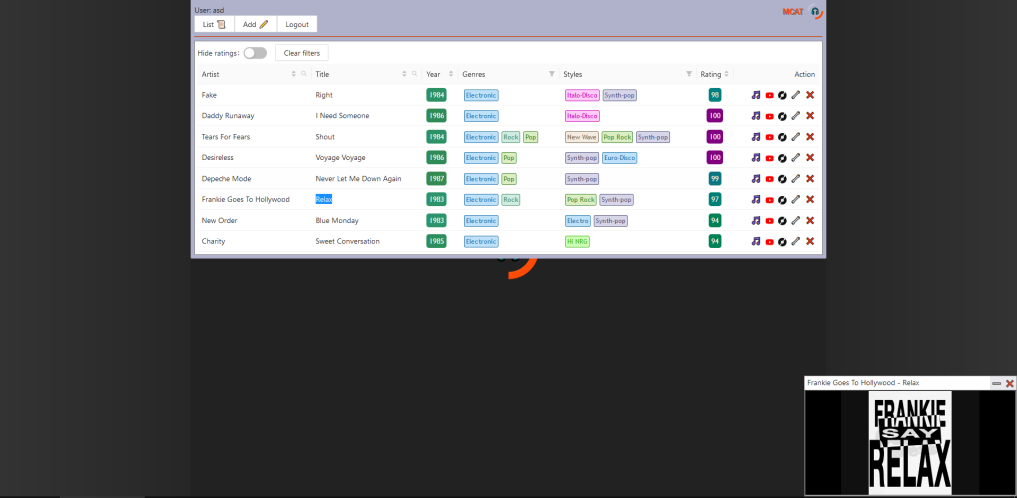 User: asd
MCAT
List Add Logout
Hide ratings: Clear filters
Artist Title Year Genres Styles Rating Action
Fake Right 1984 Electronic Italo-Disco Synth-pop 98
Daddy Runaway I Need Someone 1986 Electronic Italo-Disco 100
Tears For Fears Shout 1984 Electronic Rock Pop New Wave Pop Rock Synth-pop 100
Desireless Voyage Voyage 1986 Electronic Pop Synth-pop Euro-Disco 100
Depeche Mode Never Let Me Down Again 1987 Electronic Pop Synth-pop 99
Frankie Goes To Hollywood Relax 1983 Electronic Rock Pop Rock Synth-pop 97
New Order Blue Monday 1983 Electronic Electro Synth-pop 94
Charity Sweet Conversation 1985 Electronic Hi NRG 94
Frankie Goes To Hollywood - Relax
FRANKIE
SAY
RELAX